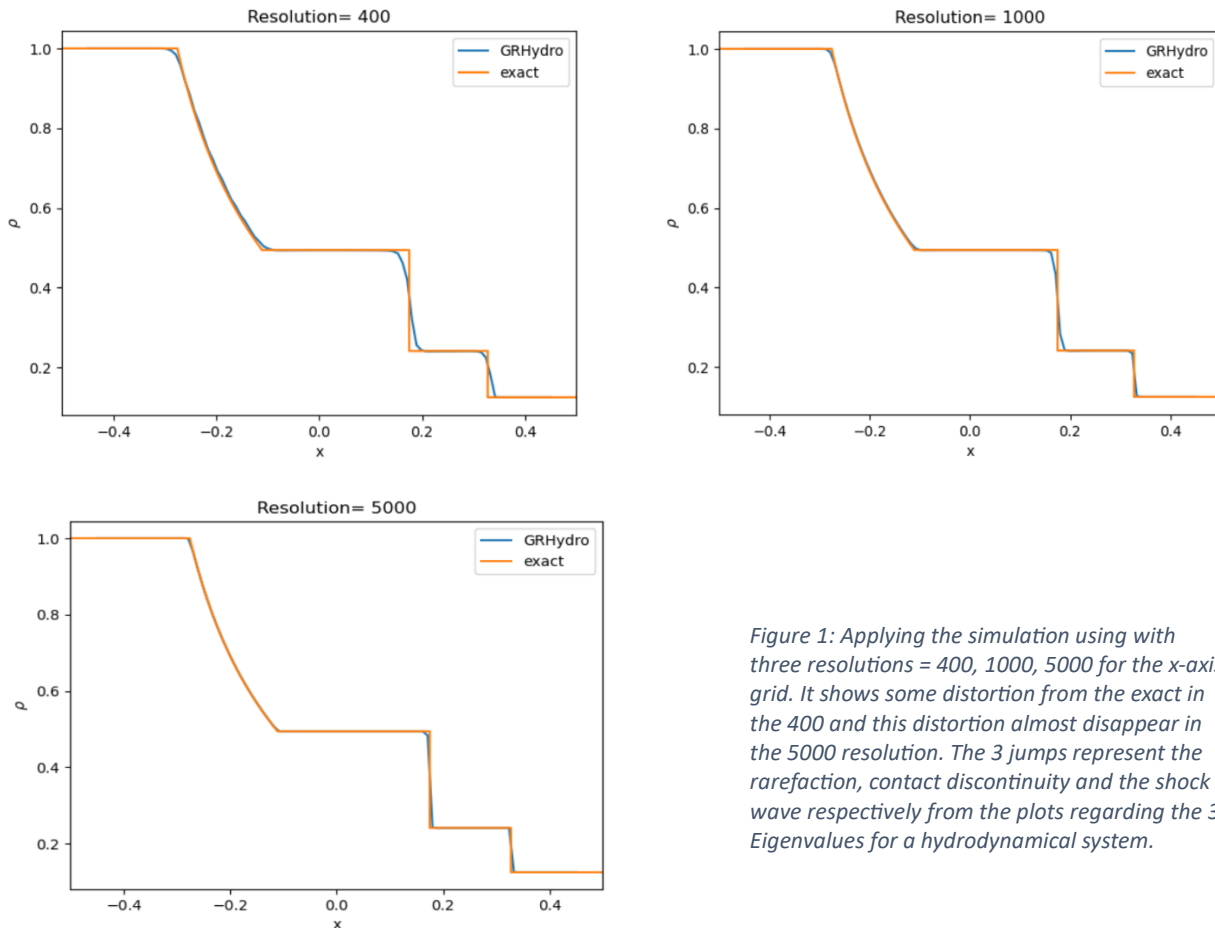 Resolution= 400
GRHydro
exact
1.0
0.8
0.6
0.4
0.2
ρ
−0.4 −0.2 0.0 0.2 0.4
x
Resolution= 1000
GRHydro
exact
1.0
0.8
0.6
0.4
0.2
ρ
−0.4 −0.2 0.0 0.2 0.4
x
Resolution= 5000
GRHydro
exact
1.0
0.8
0.6
0.4
0.2
ρ
−0.4 −0.2 0.0 0.2 0.4
x
Figure 1: Applying the simulation using with
three resolutions = 400, 1000, 5000 for the
grid. It shows some distortion from the exact in
the 400 and this distortion almost disappear in
the 5000 resolution. The 3 jumps represent the
rarefaction, contact discontinuity and the shock
wave respectively from the plots regarding the
Eigenvalues for a hydrodynamical system.